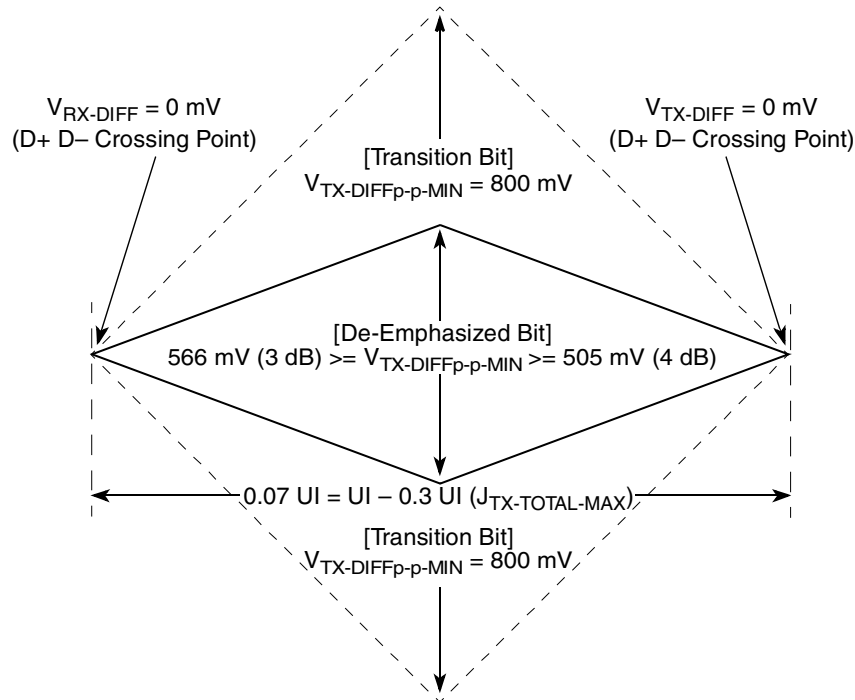 V_RX-DIFF = 0 mV
(D+ D– Crossing Point)
V_TX-DIFF = 0 mV
(D+ D– Crossing Point)
[Transition Bit]
V_TX-DIFFp-p-MIN = 800 mV
[De-Emphasized Bit]
566 mV (3 dB) >= V_TX-DIFFp-p-MIN >= 505 mV (4 dB)
0.07 UI = UI – 0.3 UI (J_TX-TOTAL-MAX)
[Transition Bit]
V_TX-DIFFp-p-MIN = 800 mV